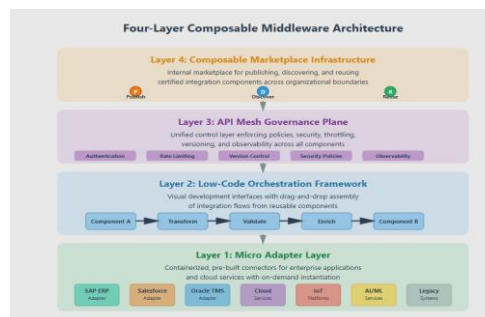 Four-Layer Composable Middleware Architecture
Layer 4: Composable Marketplace Infrastructure
Internal marketplace for publishing, discovering, and reusing
certified integration components across organizational boundaries
P D R
Publish Discover Reuse
Layer 3: API Mesh Governance Plane
Unified control layer enforcing policies, security, throttling,
versioning, and observability across all components
Authentication Rate Limiting Version Control Security Policies Observability
Layer 2: Low-Code Orchestration Framework
Visual development interfaces with drag-and-drop assembly
of integration flows from reusable components
Component A Transform Validate Enrich Component B
Layer 1: Micro Adapter Layer
Containerized, pre-built connectors for enterprise applications
and cloud services with on-demand instantiation
SAP ERP Salesforce Oracle TMS Cloud IoT AI/ML Legacy
Adapter Adapter Adapter Services Platforms Services Systems